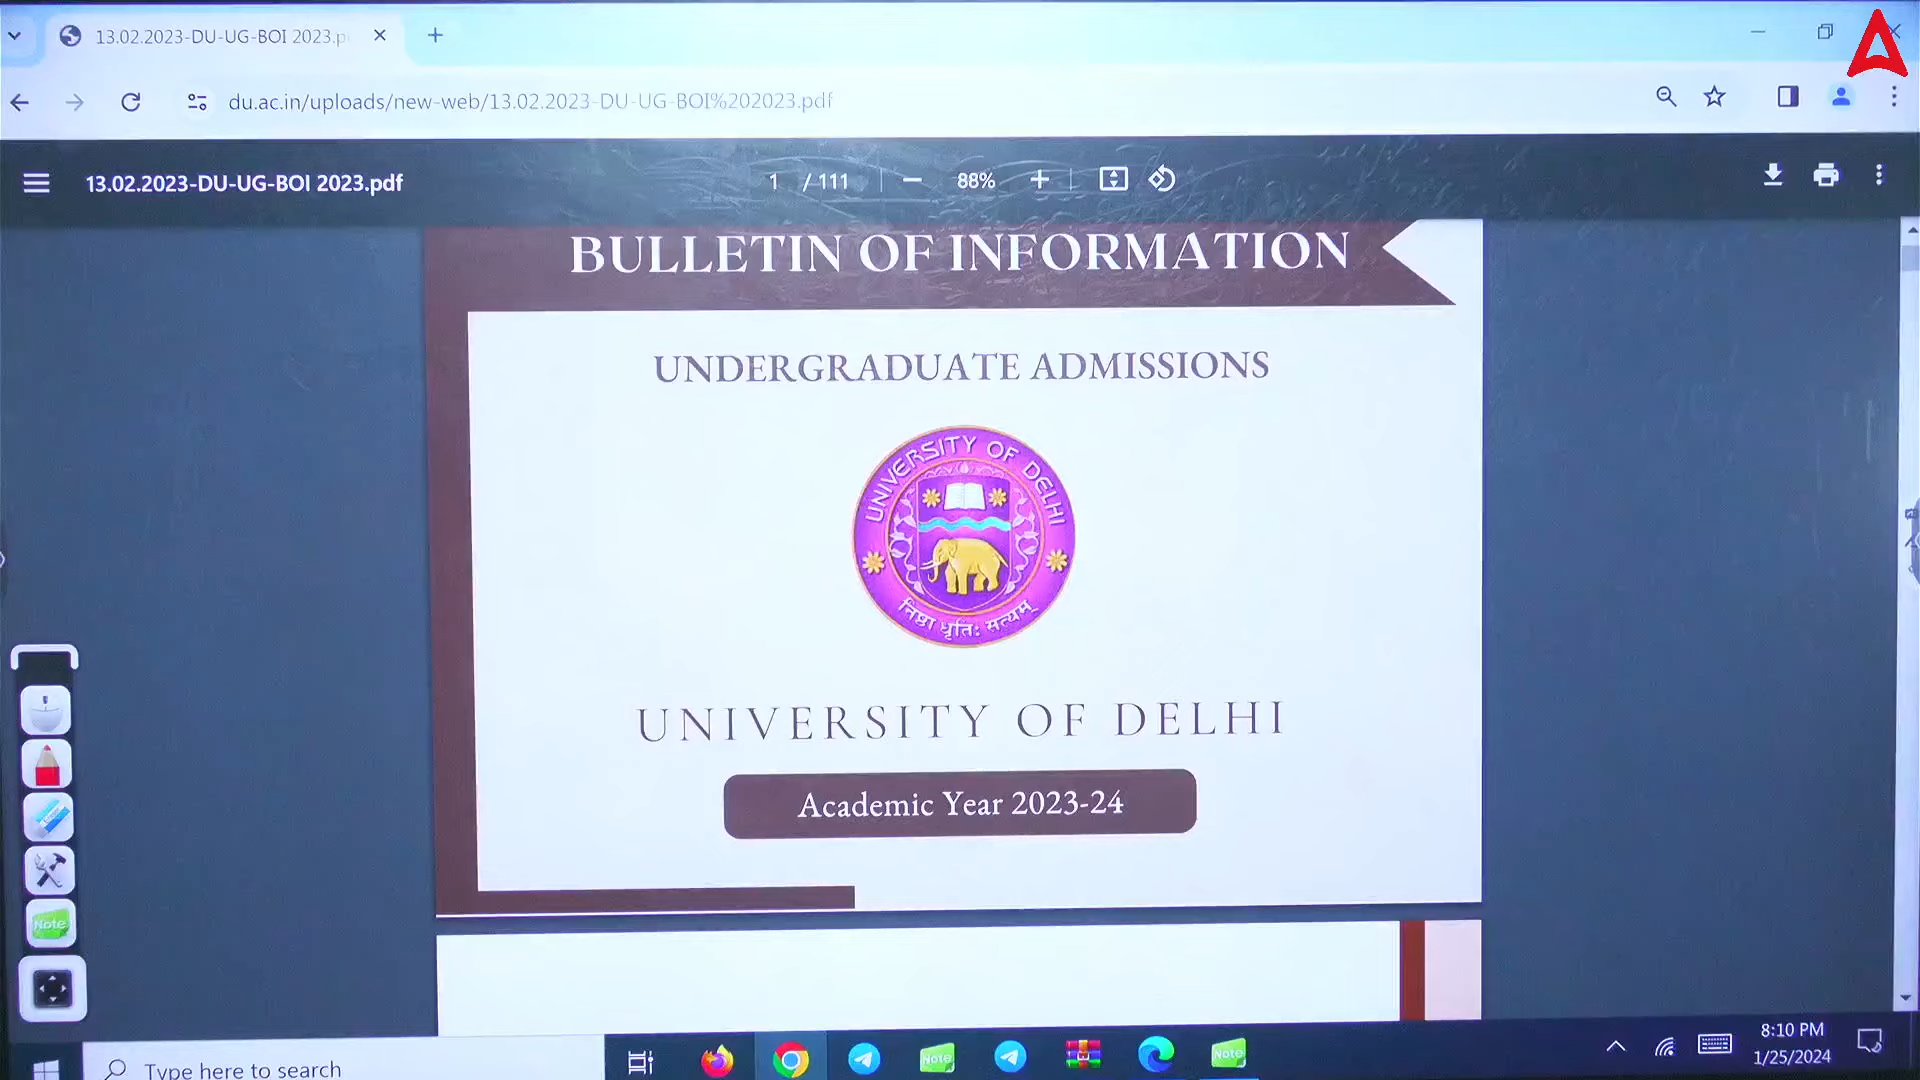 13.02.2023-DU-UG-BOI 2023.p
du.ac.in/uploads/new-web/13.02.2023-DU-UG-BOI%202023.pdf
13.02.2023-DU-UG-BOI 2023.pdf
1 / 111
88%
BULLETIN OF INFORMATION
UNDERGRADUATE ADMISSIONS
UNIVERSITY OF DELHI
निष्ठा धृति: सत्यम्
UNIVERSITY OF DELHI
Academic Year 2023-24
Note
Type here to search
Note
Note
8:10 PM
1/25/2024